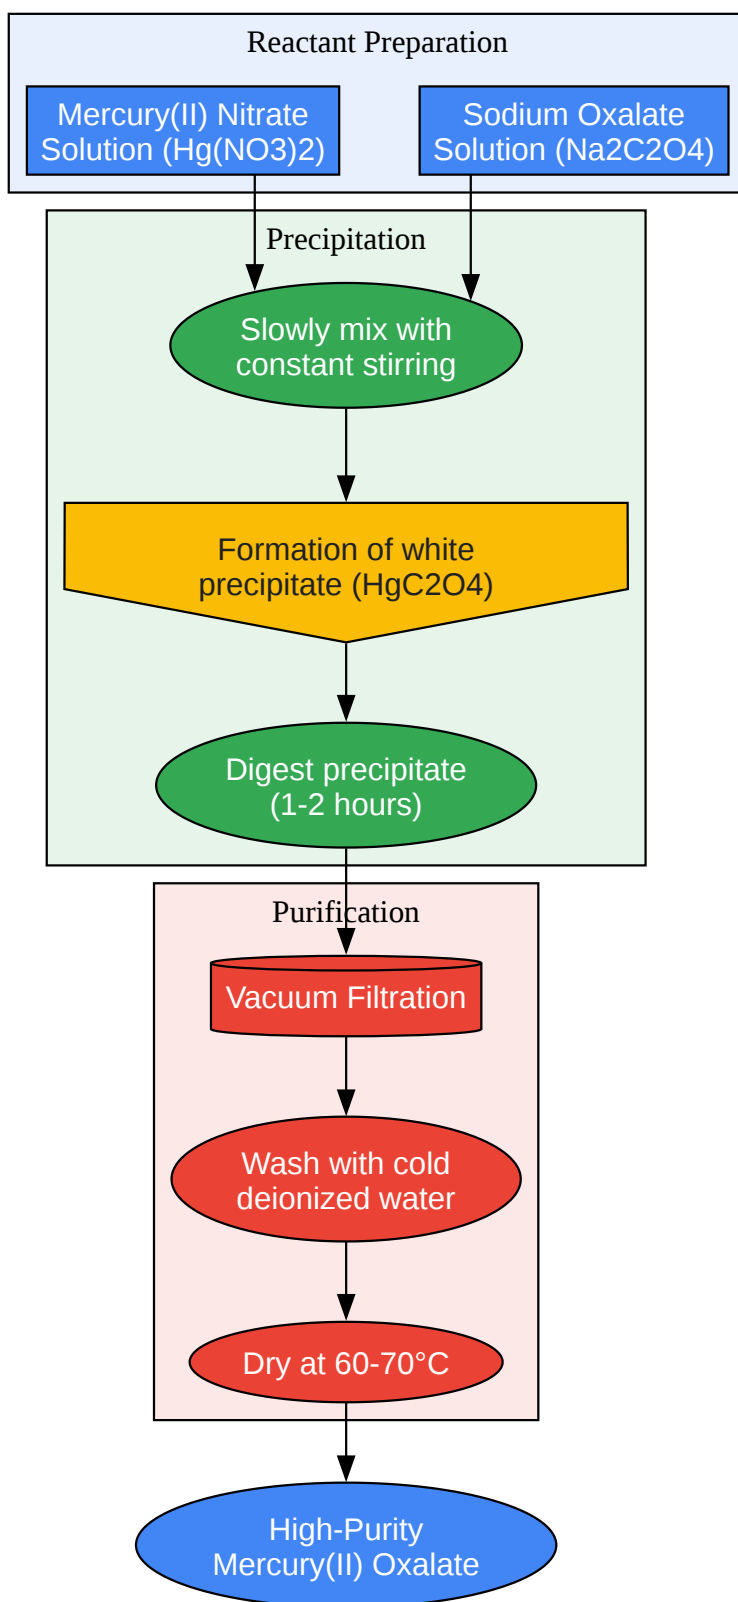 Reactant Preparation
Mercury(II) Nitrate
Solution (Hg(NO3)2)
Sodium Oxalate
Solution (Na2C2O4)
Precipitation
Slowly mix with
constant stirring
Formation of white
precipitate (HgC2O4)
Digest precipitate
(1-2 hours)
Purification
Vacuum Filtration
Wash with cold
deionized water
Dry at 60-70°C
High-Purity
Mercury(II) Oxalate